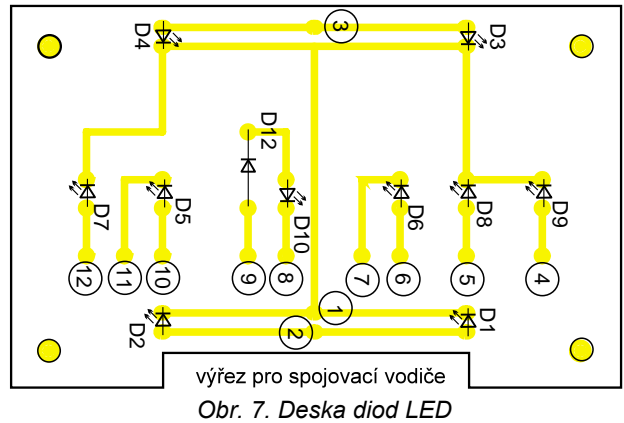 3
D4
D3
D12
D7
D5
D10
D6
D8
D9
12
11
10
9
8
7
6
5
4
1
2
D2
D1
výřez pro spojovací vodiče
Obr. 7. Deska diod LED